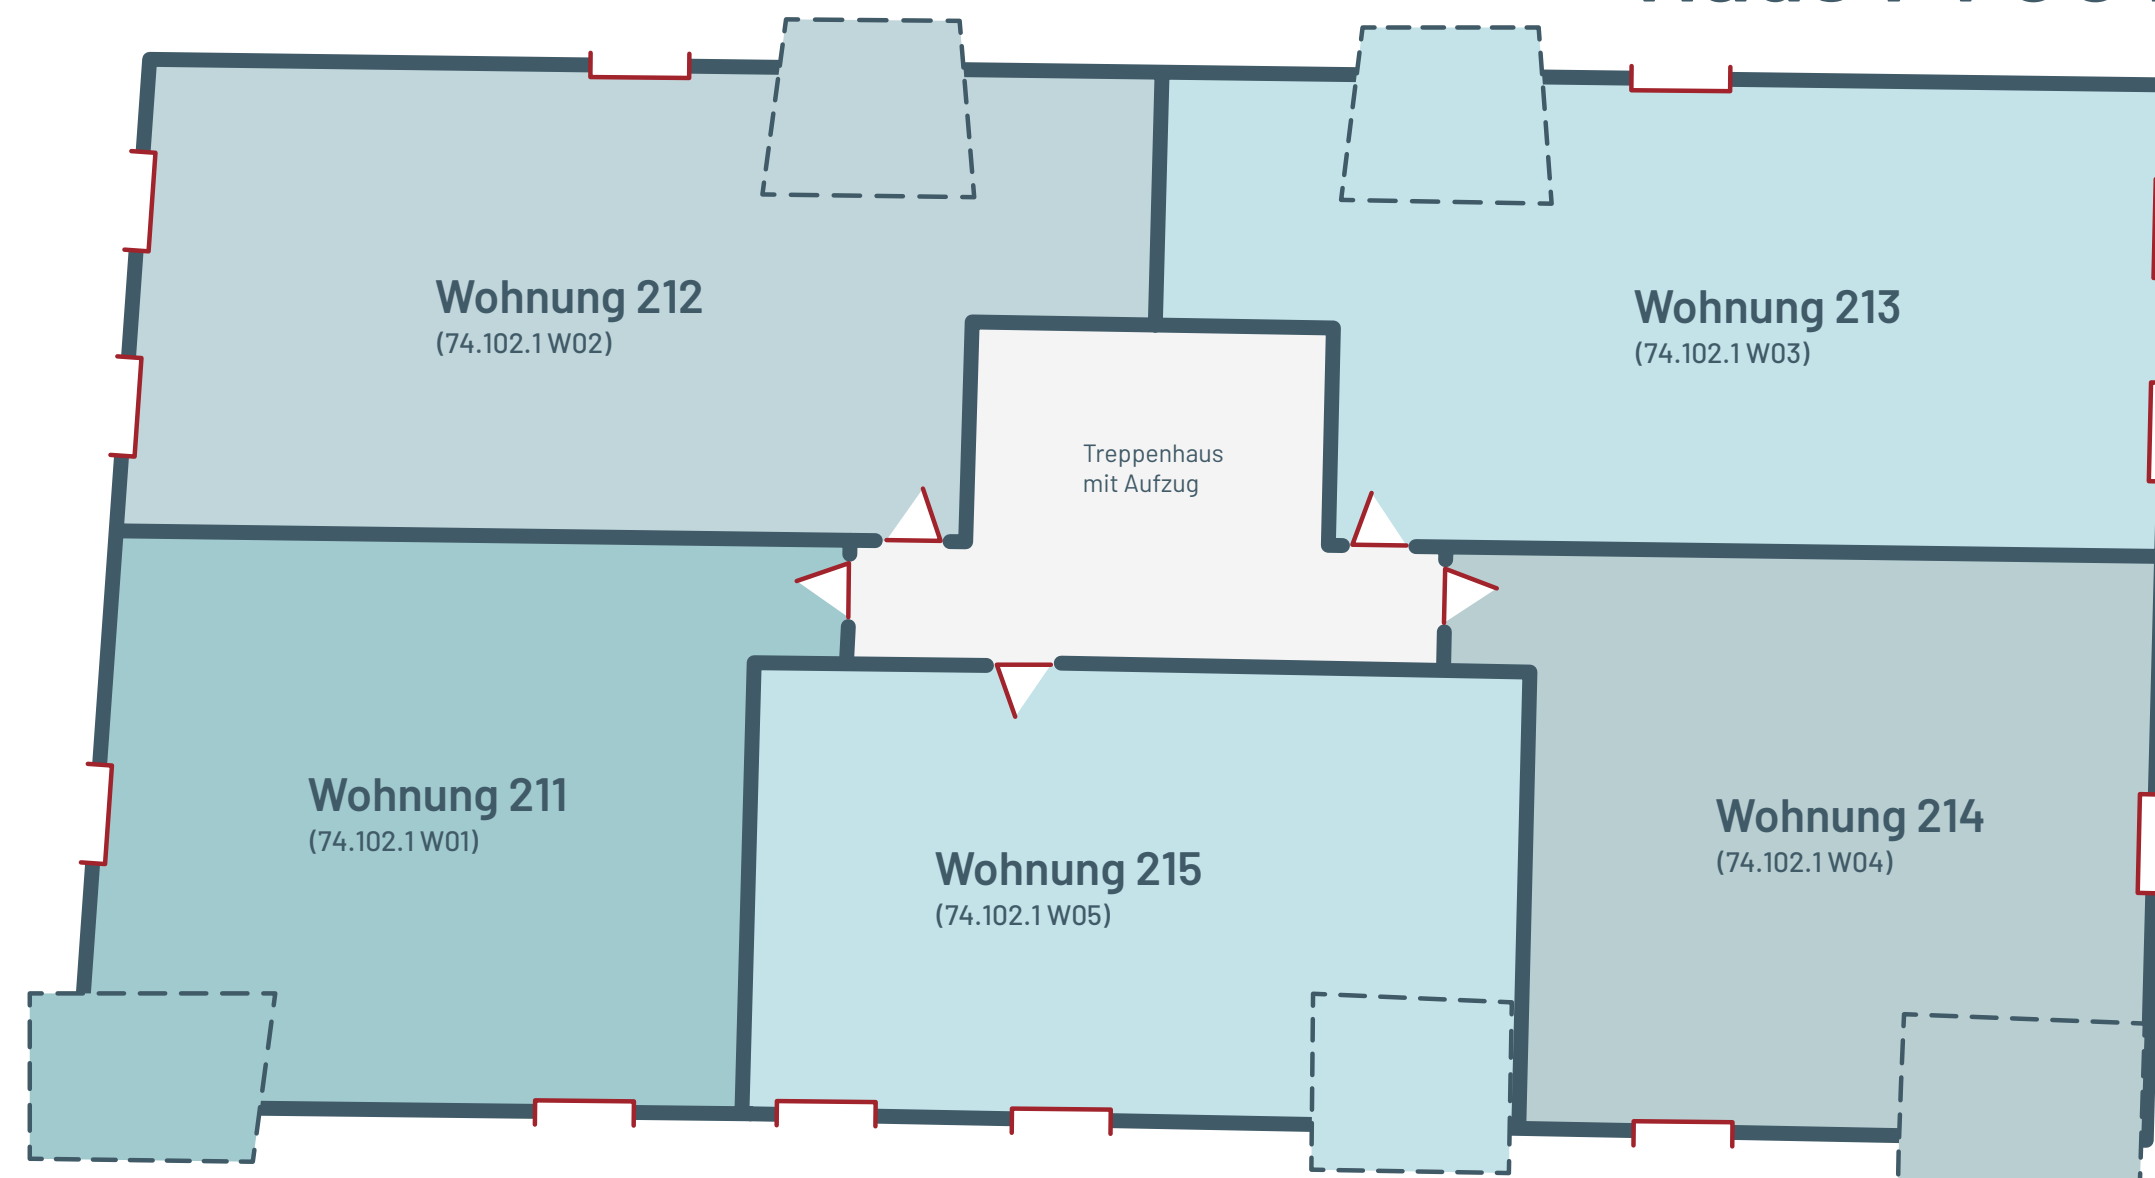 Wohnung 212
(74.102.1 W02)
Wohnung 213
(74.102.1 W03)
Treppenhaus
mit Aufzug
Wohnung 211
(74.102.1 W01)
Wohnung 214
(74.102.1 W04)
Wohnung 215
(74.102.1 W05)